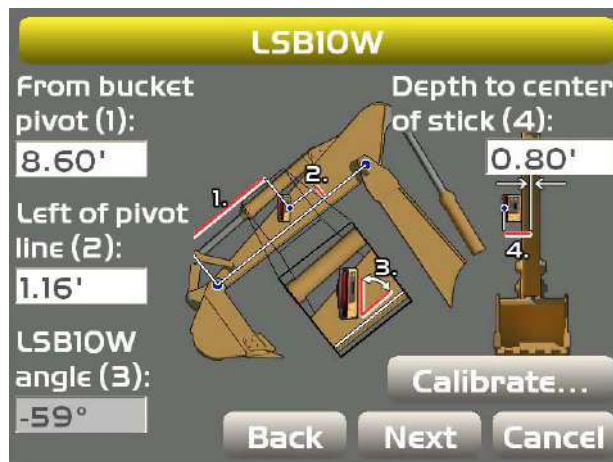 LSB10W
From bucket
pivot (1):
8.60'
Left of pivot
line (2):
1.16'
LSB10W
angle (3):
-59°
1.
2.
3.
Depth to center
of stick (4):
0.80'
4.
Calibrate...
Back
Next
Cancel